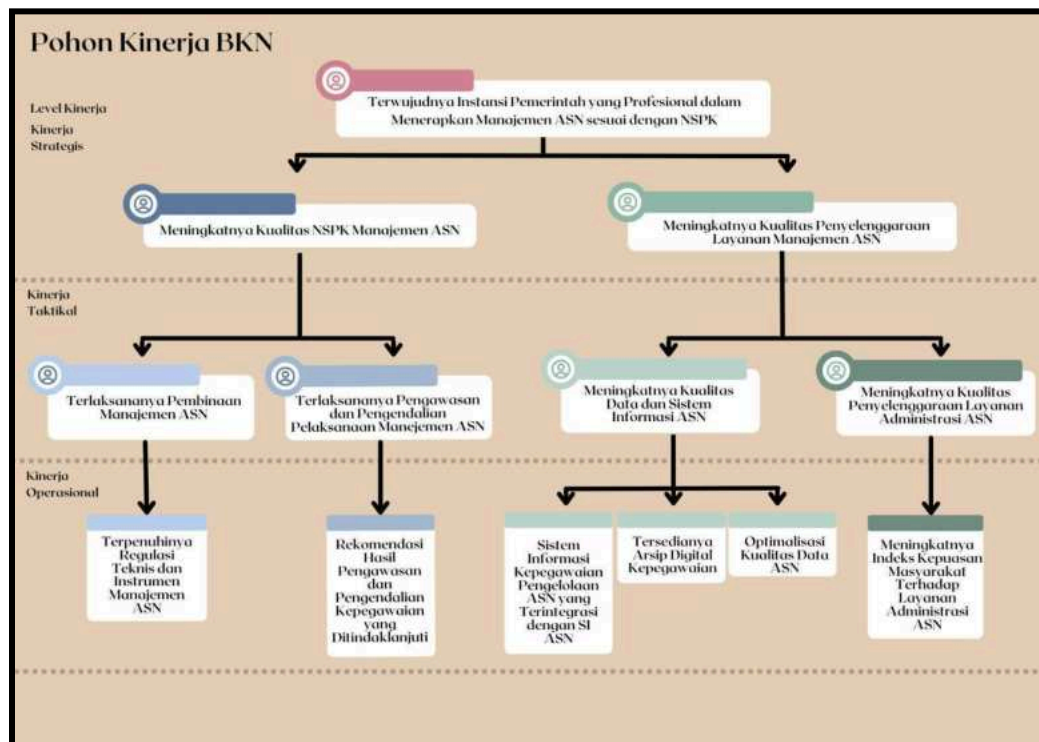 Pohon Kinerja BKN
Level Kinerja
Kinerja
Strategis
Terwujudnya Instansi Pemerintah yang Profesional dalam
Menerapkan Manajemen ASN sesuai dengan NSPK
Meningkatnya Kualitas NSPK Manajemen ASN
Meningkatnya Kualitas Penyelenggaraan
Layanan Manajemen ASN
Kinerja
Taktikal
Terlaksananya Pembinaan
Manajemen ASN
Terlaksananya Pengawasan
dan Pengendalian
Pelaksanaan Manejemen ASN
Meningkatnya Kualitas
Data dan Sistem
Informasi ASN
Meningkatnya Kualitas
Penyelenggaraan Layanan
Administrasi ASN
Kinerja
Operasional
Terpenuhinya
Regulasi
Teknis dan
Instrumen
Manajemen
ASN
Rekomendasi
Hasil
Pengawasan
dan
Pengendalian
Kepegawaian
yang
Ditindaklanjuti
Sistem
Informasi
Kepegawaian
Pengelolaan
ASN yang
Terintegrasi
dengan SI
ASN
Tersedianya
Arsip Digital
Kepegawaian
Optimalisasi
Kualitas Data
ASN
Meningkatnya
Indeks Kepuasan
Masyarakat
Terhadap
Layanan
Administrasi
ASN